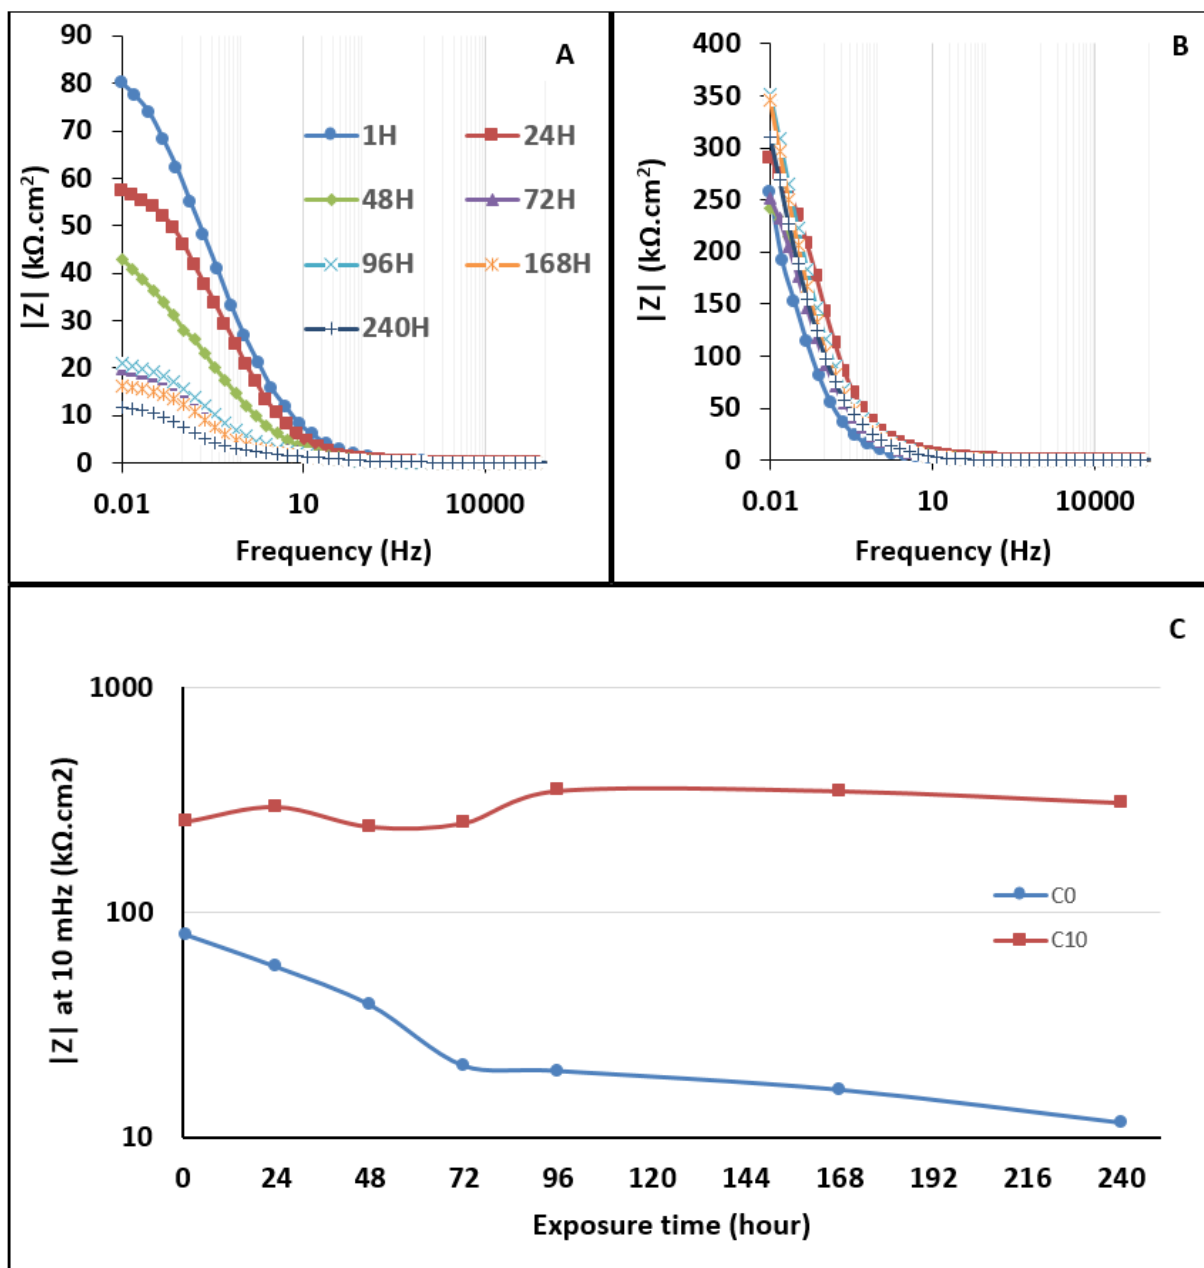 A
90
80
70
60
50
40
30
20
10
0
|Z| (kΩ.cm²)
1H 24H
48H 72H
96H 168H
240H
0.01 10 10000
Frequency (Hz)
B
400
350
300
250
200
150
100
50
0
|Z| (kΩ.cm²)
0.01 10 10000
Frequency (Hz)
C
1000
100
10
|Z| at 10 mHz (kΩ.cm2)
C0
C10
0 24 48 72 96 120 144 168 192 216 240
Exposure time (hour)